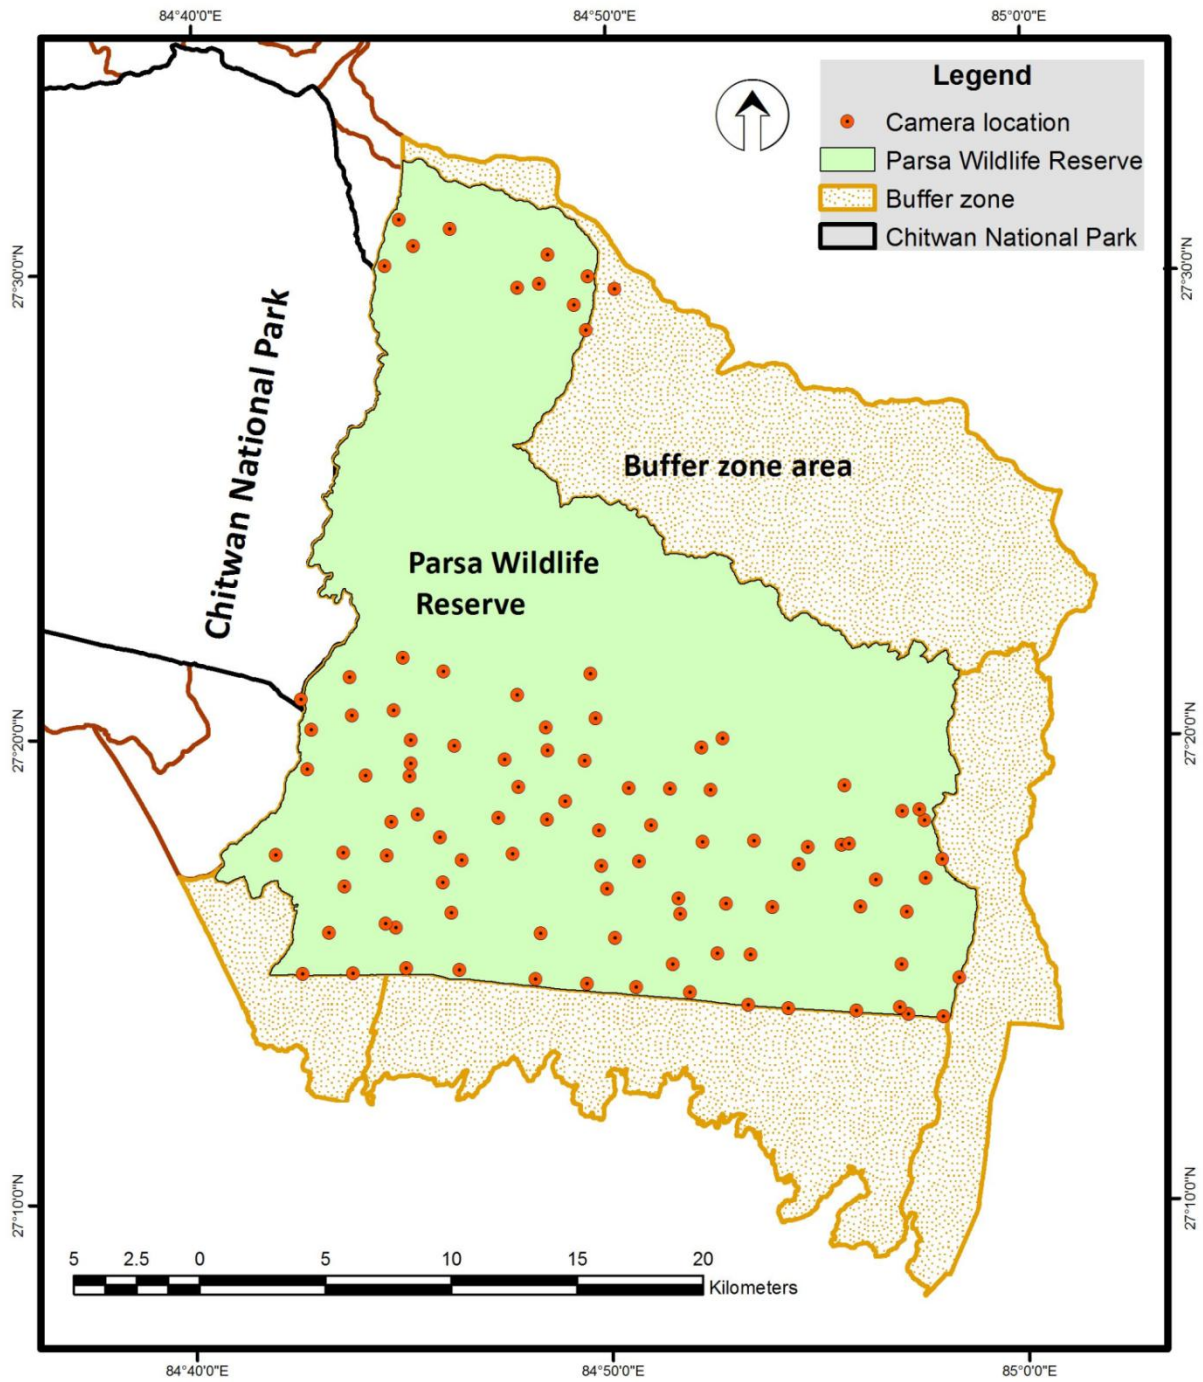 84°40'0"E
84°50'0"E
85°0'0"E
Legend
Camera location
Parsa Wildlife Reserve
Buffer zone
Chitwan National Park
27°30'0"N
27°30'0"N
Chitwan National Park
Buffer zone area
Parsa Wildlife
Reserve
27°20'0"N
27°20'0"N
27°10'0"N
27°10'0"N
5 2.5 0 5 10 15 20
Kilometers
84°40'0"E
84°50'0"E
85°0'0"E